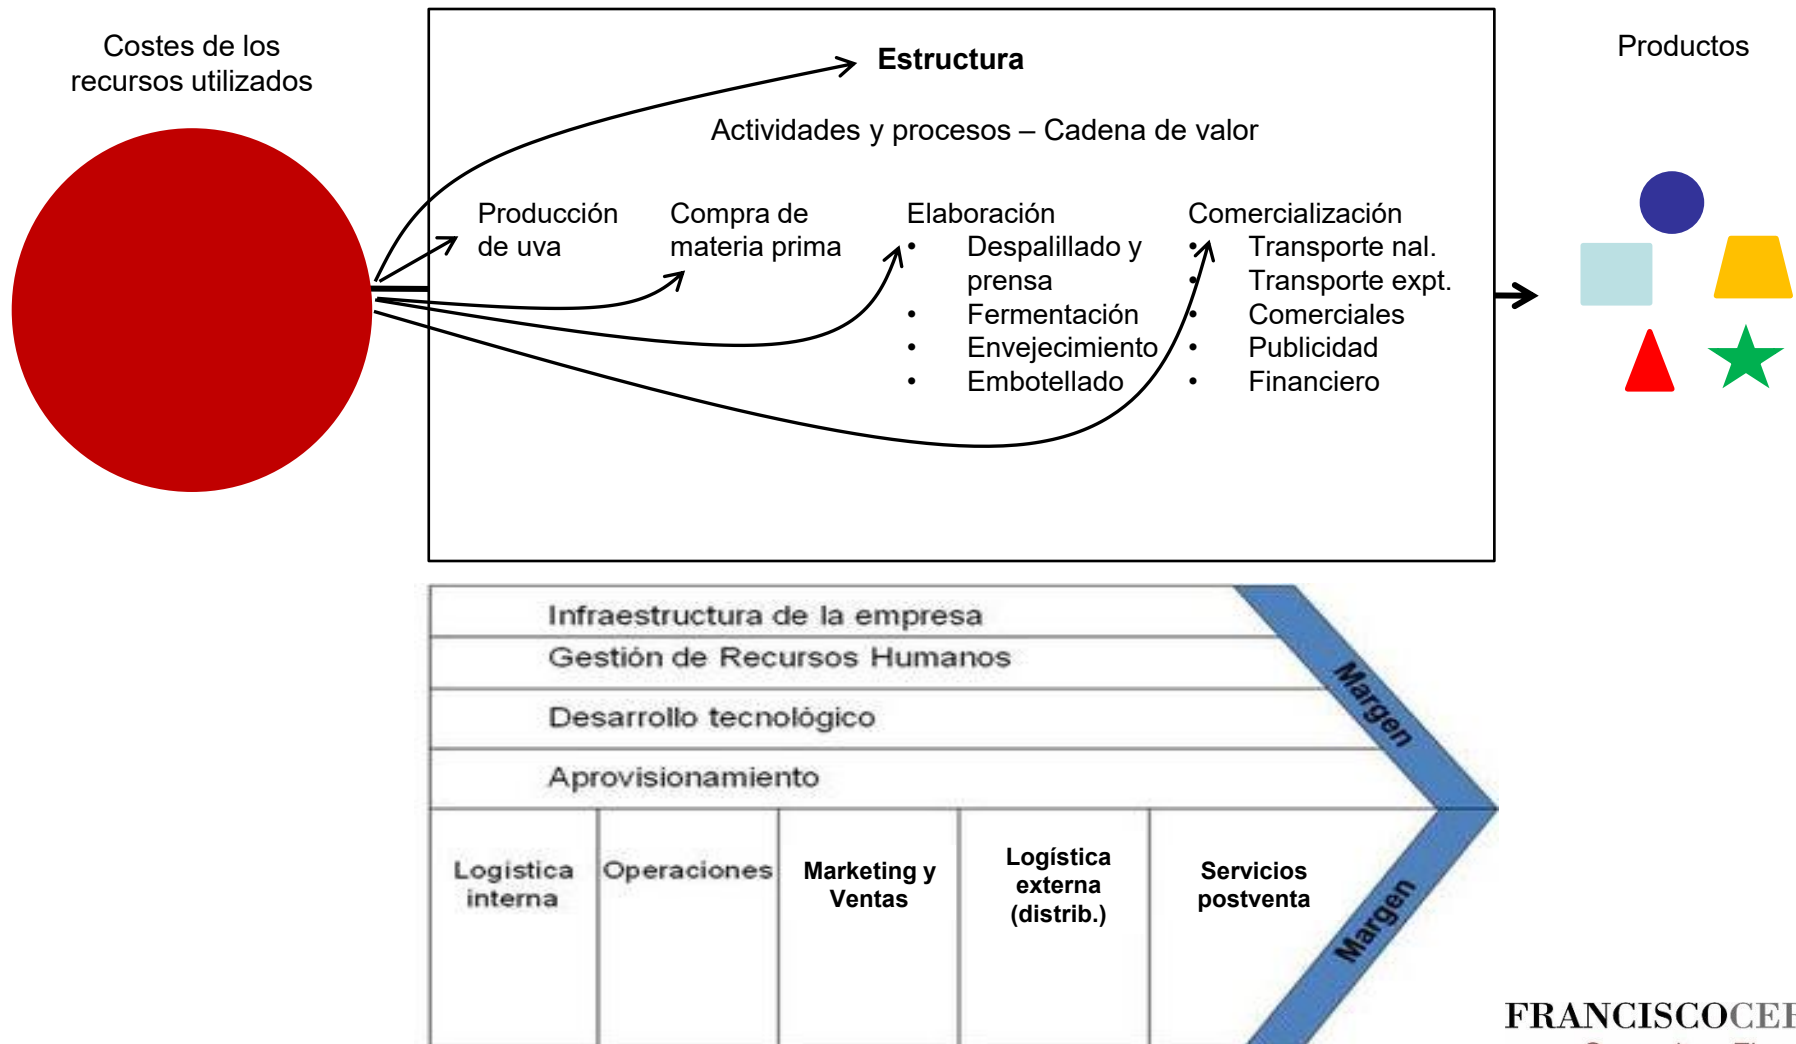 Costes de los
recursos utilizados
Estructura
Productos
Actividades y procesos – Cadena de valor
Producción
de uva
Compra de
materia prima
Elaboración
• Despalillado y
prensa
• Fermentación
• Envejecimiento
• Embotellado
Comercialización
• Transporte nal.
• Transporte expt.
• Comerciales
• Publicidad
• Financiero
Infraestructura de la empresa
Gestión de Recursos Humanos
Desarrollo tecnológico
Aprovisionamiento
Margen
Logística
interna
Operaciones
Marketing y
Ventas
Logística
externa
(distrib.)
Servicios
postventa
Margen